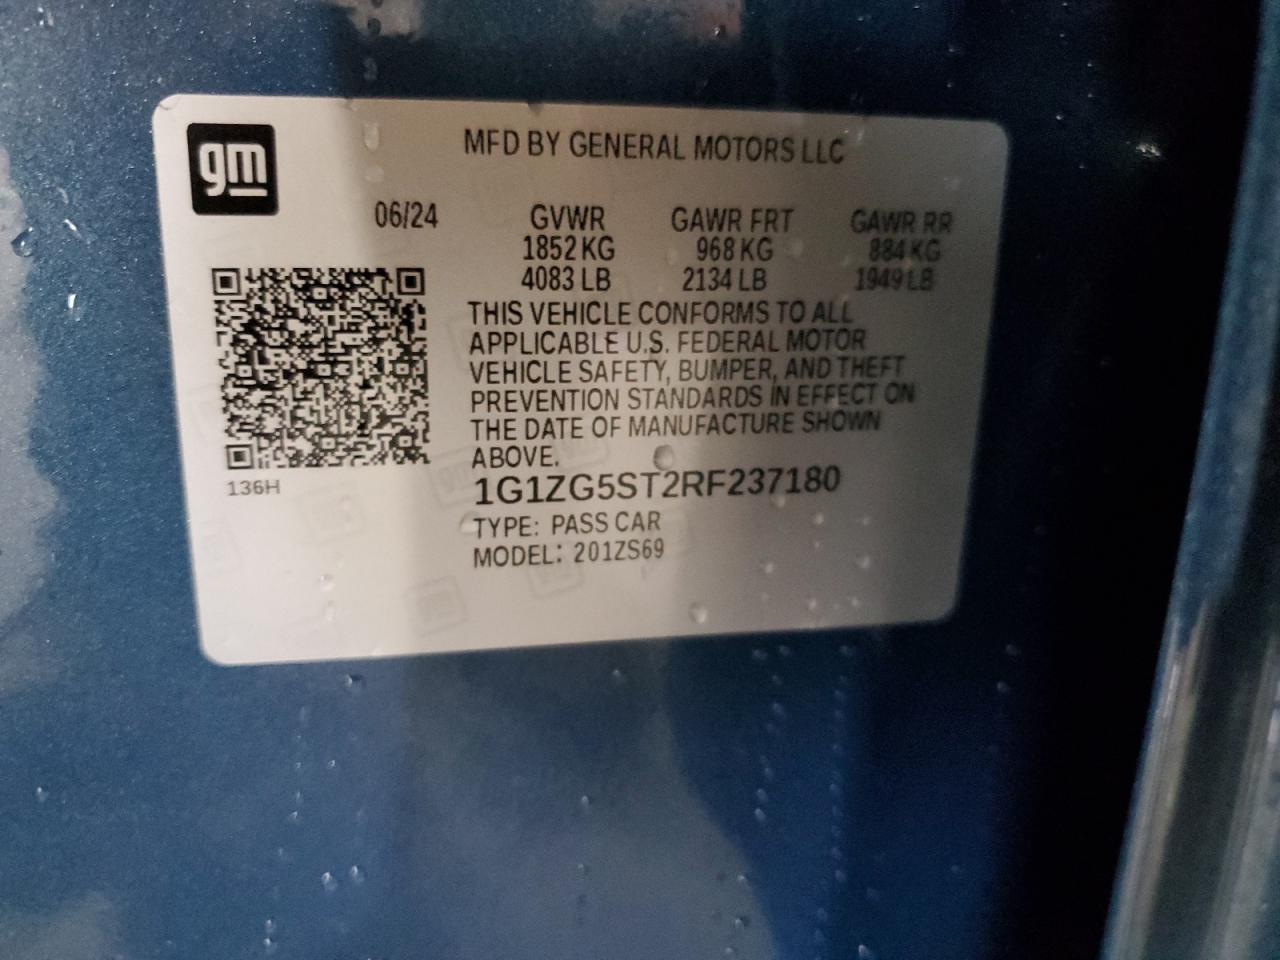 gm
MFD BY GENERAL MOTORS LLC
06/24 GVWR GAWR FRT GAWR RR
1852 KG 968 KG 884 KG
4083 LB 2134 LB 1949 LB
THIS VEHICLE CONFORMS TO ALL
APPLICABLE U.S. FEDERAL MOTOR
VEHICLE SAFETY, BUMPER, AND THEFT
PREVENTION STANDARDS IN EFFECT ON
THE DATE OF MANUFACTURE SHOWN
ABOVE.
136H
1G1ZG5ST2RF237180
TYPE: PASS CAR
MODEL: 201ZS69